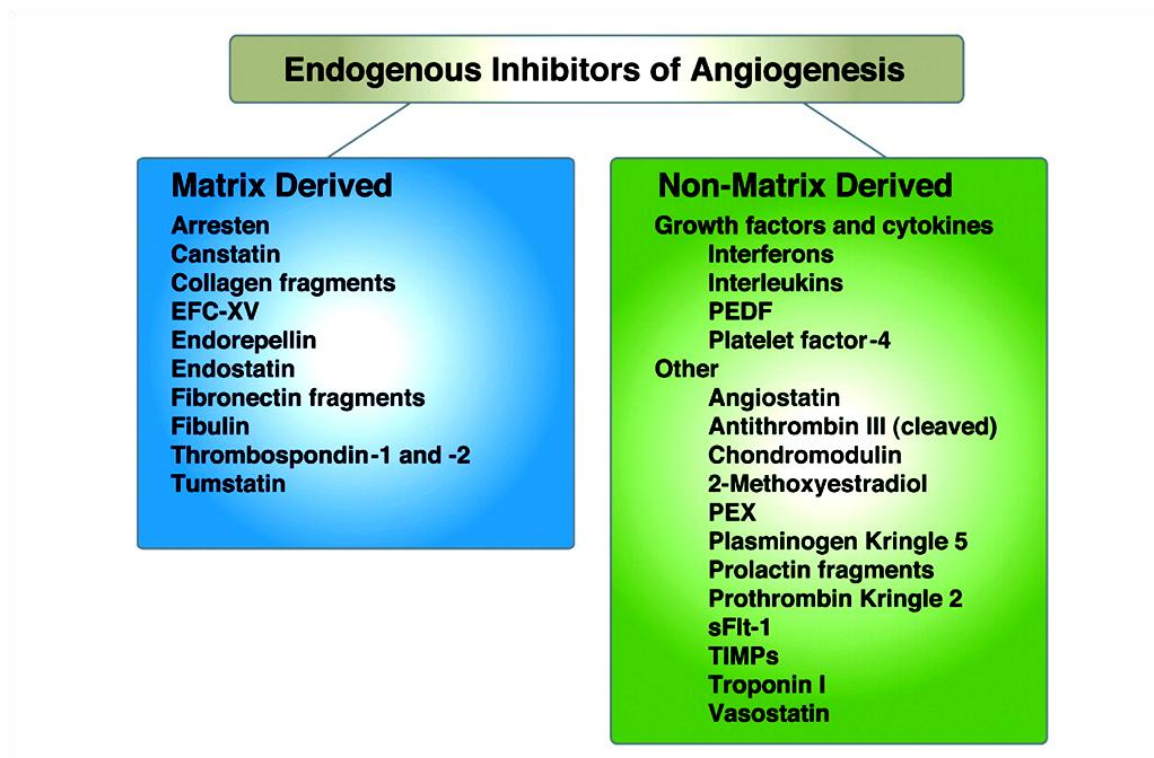 Endogenous Inhibitors of Angiogenesis
Matrix Derived
Arresten
Canstatin
Collagen fragments
EFC-XV
Endorepellin
Endostatin
Fibronectin fragments
Fibulin
Thrombospondin-1 and -2
Tumstatin
Non-Matrix Derived
Growth factors and cytokines
Interferons
Interleukins
PEDF
Platelet factor-4
Other
Angiostatin
Antithrombin III (cleaved)
Chondromodulin
2-Methoxyestradiol
PEX
Plasminogen Kringle 5
Prolactin fragments
Prothrombin Kringle 2
sFlt-1
TIMPs
Troponin I
Vasostatin